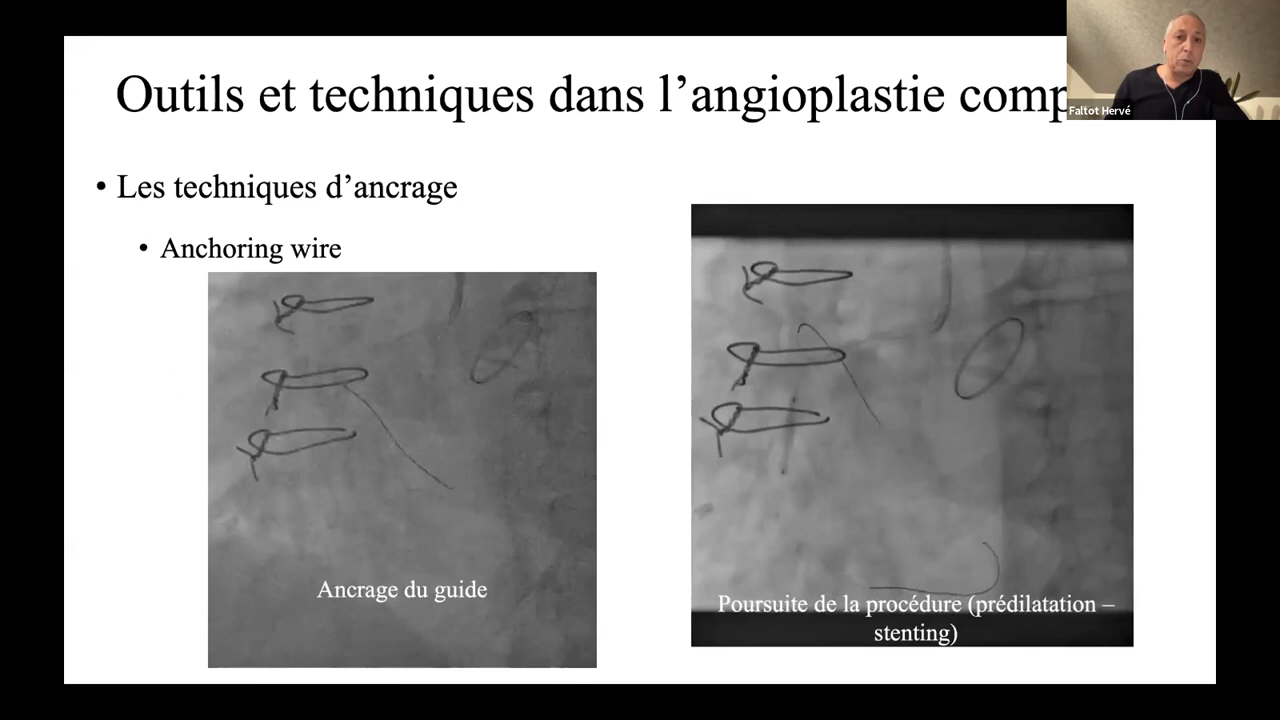 Outils et techniques dans l’angioplastie comp
Faltot Hervé
• Les techniques d’ancrage
• Anchoring wire
Ancrage du guide
Poursuite de la procédure (prédilatation –
stenting)